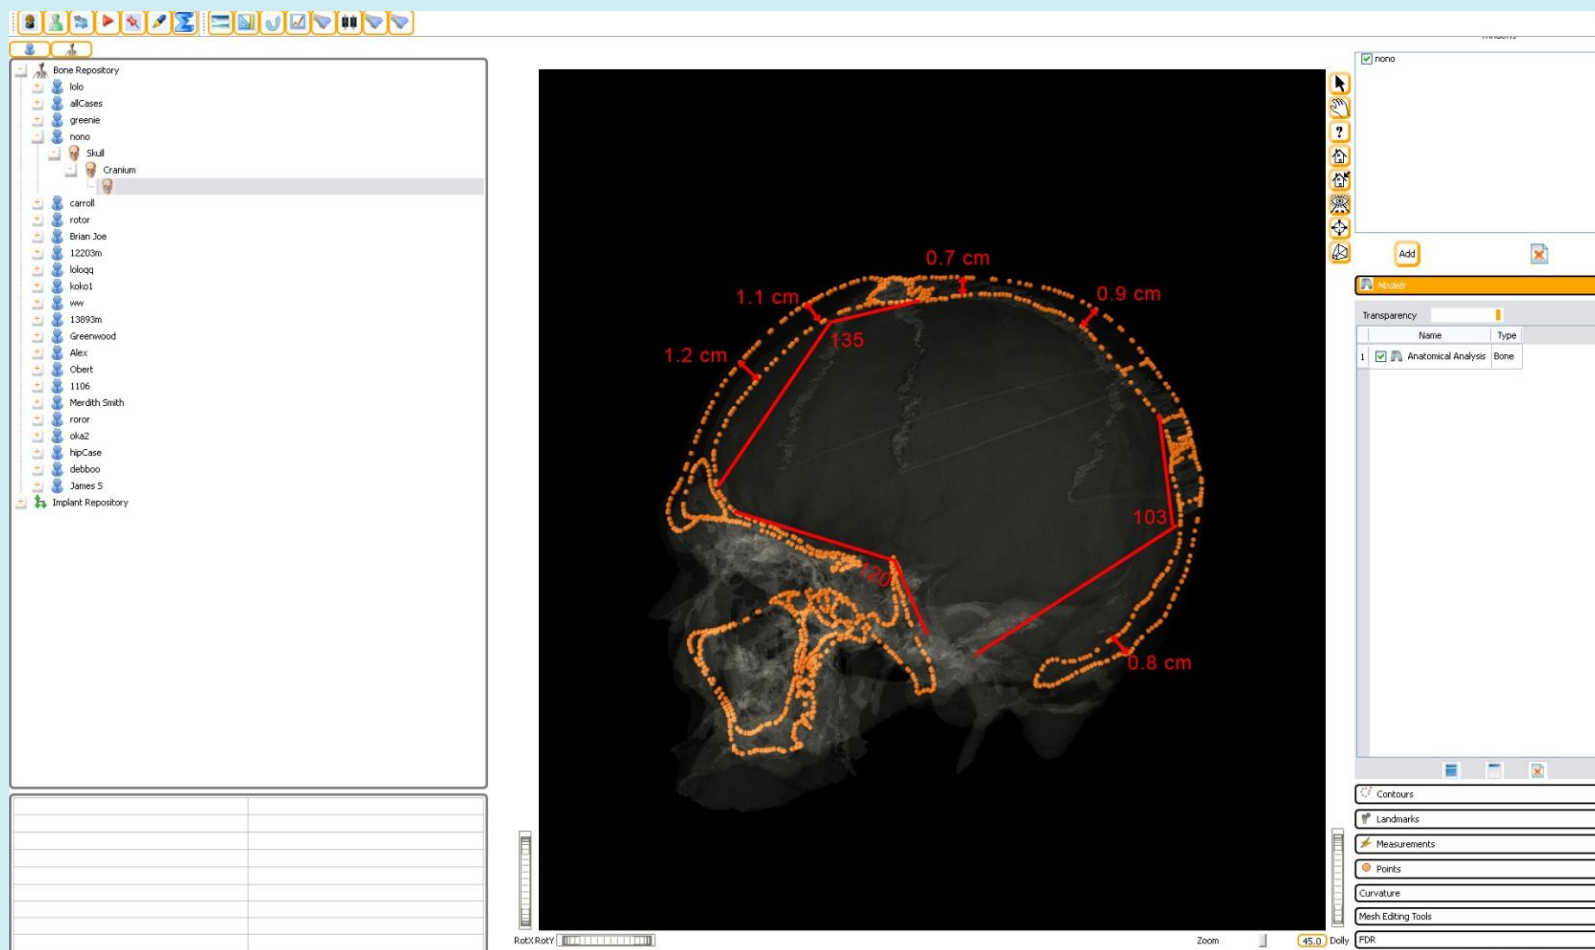 Bone Repository
lolo
allCases
greenie
nono
Skull
Cranium
carroll
rotor
Brian Joe
12203m
lologq
koko1
ww
13893m
Greenwood
Alex
Obert
1106
Merdith Smith
roror
oka2
hipCase
debboo
James S
Implant Repository
0.7 cm
1.1 cm
0.9 cm
135
1.2 cm
103
120
0.8 cm
RotX RotY
Zoom
45.0 Dolly
?
nono
Add
Models
Transparency
Name Type
1 Anatomical Analysis Bone
Contours
Landmarks
Measurements
Points
Curvature
Mesh Editing Tools
FDR